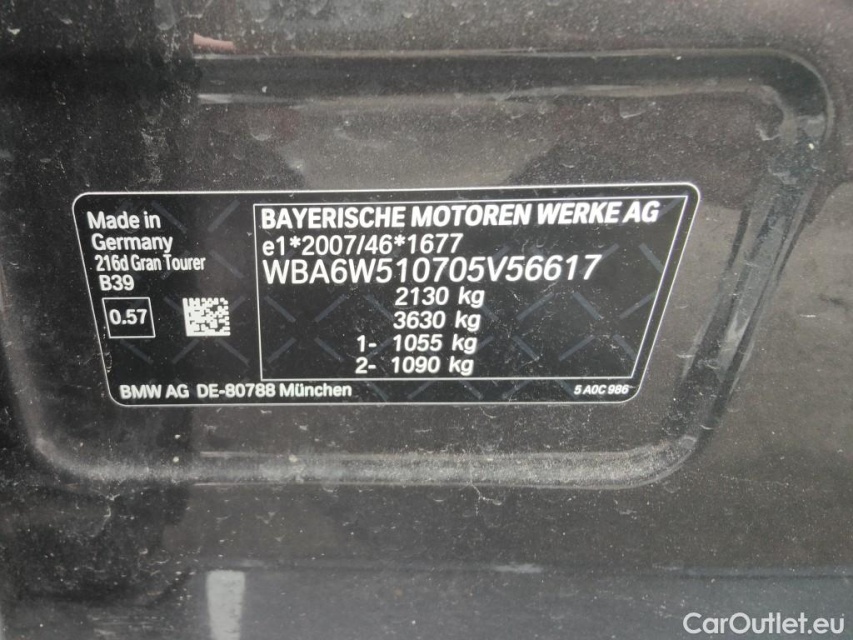 Made in
Germany
216d Gran Tourer
B39
0.57
BAYERISCHE MOTOREN WERKE AG
e1*2007/46*1677
WBA6W510705V56617
2130 kg
3630 kg
1- 1055 kg
2- 1090 kg
BMW AG DE-80788 München
5 A0C 986
CarOutlet.eu